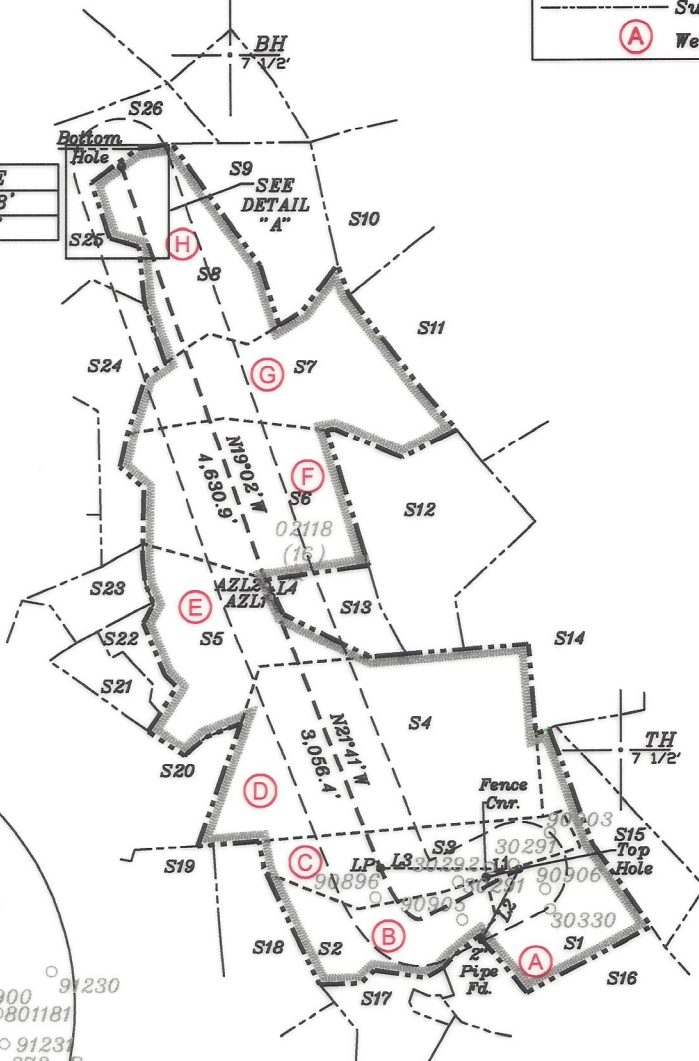 Su
A We
BH
7 1/2'
S26
Bottom
Hole
S9
SEE
DETAIL
"A"
E
8'
S10
S25
H
S8
S11
S24
G
S7
N19°02' W
4,630.9'
F
S6
S12
02118
(16)
S23
AZL2 L4
AZL1
S13
E
S5
S22
S14
S21
S4
N21°41' W
3,056.4'
TH
7 1/2'
S20
D
Fence
Cnr.
S15
Top
Hole
S19
C
S3
LP
L3
30292
L1
30291
90903
30291
90906
90896
90905
L2
30330
B
S18
S2
A
S1
2"
Pipe
Fd.
S16
S17
91230
900
801181
91231